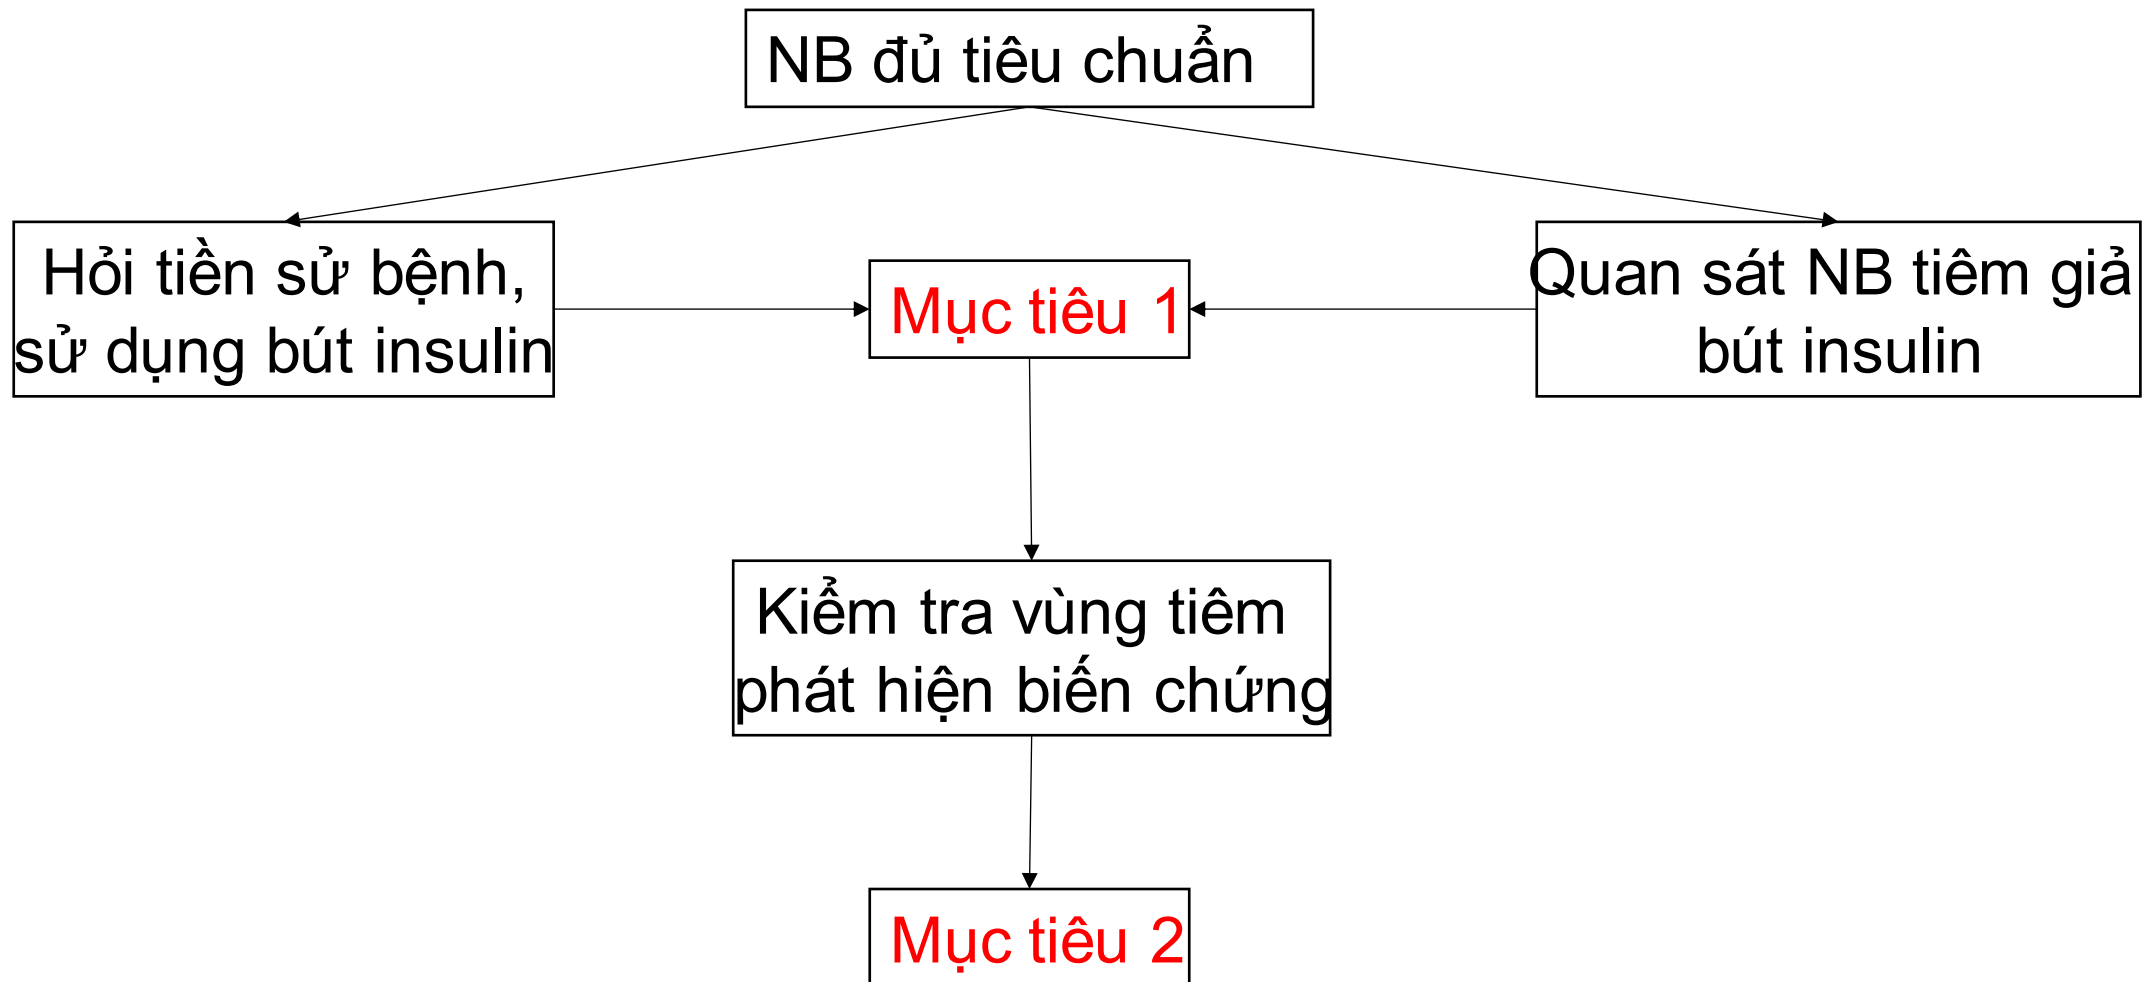 NB đủ tiêu chuẩn
Hỏi tiền sử bệnh,
sử dụng bút insulin
Mục tiêu 1
Quan sát NB tiêm giả
bút insulin
Kiểm tra vùng tiêm
phát hiện biến chứng
Mục tiêu 2